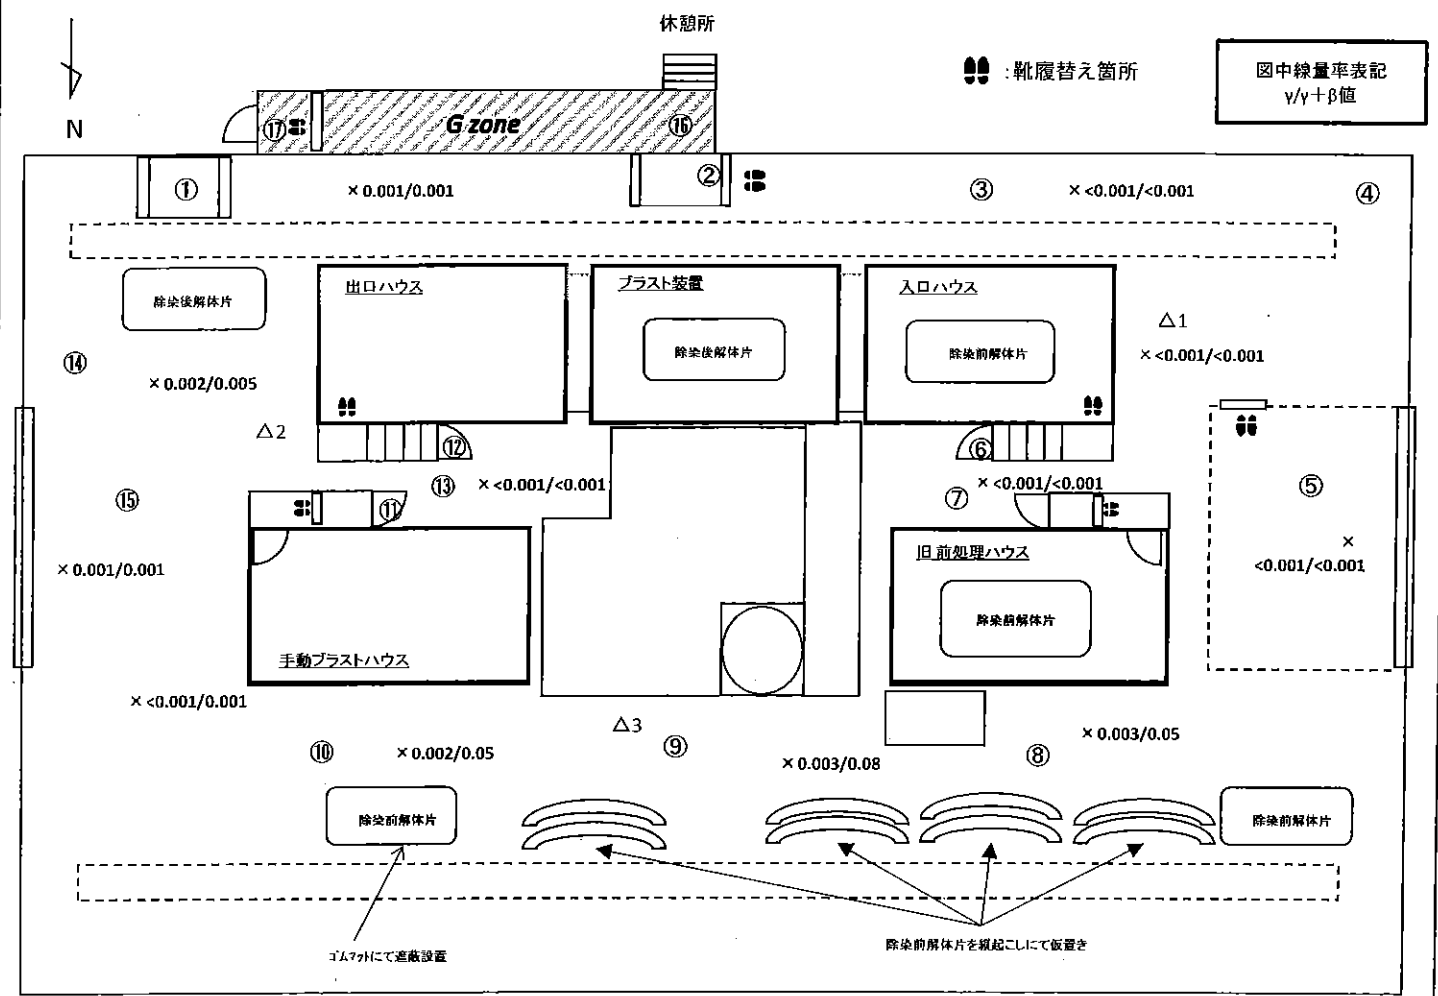 休憩所
:靴履替え箇所
図中線量率表記
γ/γ+β値
N
⑰
G zone
⑯
①
× 0.001/0.001
②
③
× <0.001/<0.001
④
除染後解体片
出口ハウス
ブラスト装置
除染後解体片
入口ハウス
除染前解体片
△1
× <0.001/<0.001
⑭
× 0.002/0.005
△2
⑫
⑥
⑬
× <0.001/<0.001
× <0.001/<0.001
⑦
⑤
⑮
⑪
× 0.001/0.001
×
<0.001/<0.001
旧前処理ハウス
除染前解体片
手動ブラストハウス
× <0.001/0.001
△3
⑨
× 0.003/0.05
⑩
× 0.002/0.05
× 0.003/0.08
⑧
除染前解体片
除染前解体片
ゴムマットにて遮蔽設置
除染前解体片を縦起こしにて仮置き